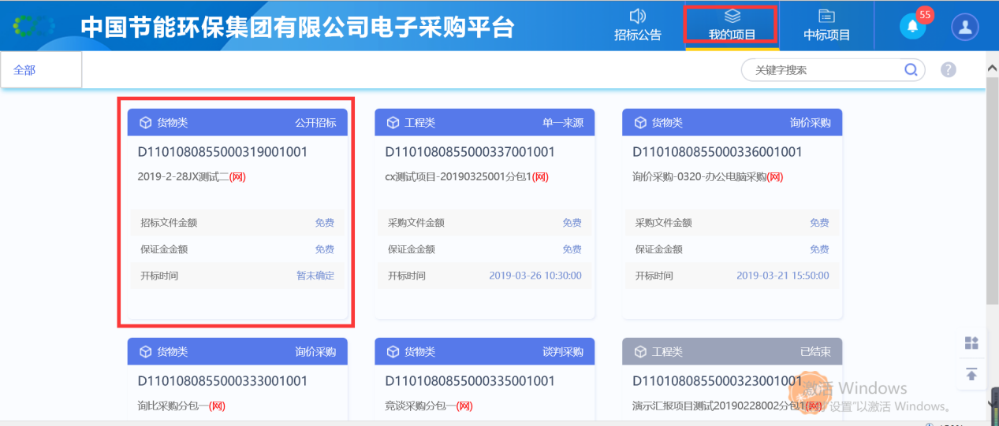 中国节能环保集团有限公司电子采购平台
招标公告
我的项目
中标项目
55
全部
关键字搜索
?
货物类 公开招标
D1101080855000319001001
2019-2-28JX测试二(网)
招标文件金额 免费
保证金金额 免费
开标时间 暂未确定
工程类 单一来源
D1101080855000337001001
cx测试项目-20190325001分包1(网)
采购文件金额 免费
保证金金额 免费
开标时间 2019-03-26 10:30:00
货物类 询价采购
D1101080855000336001001
询价采购-0320-办公电脑采购(网)
采购文件金额 免费
保证金金额 免费
开标时间 2019-03-21 15:50:00
货物类 询价采购
D1101080855000333001001
询比采购分包一(网)
货物类 谈判采购
D1101080855000335001001
竞谈采购分包一(网)
工程类 已结束
D1101080855000323001001
演示汇报项目测试20190228002分包1(网)
激活 Windows
"设置"以激活 Windows。